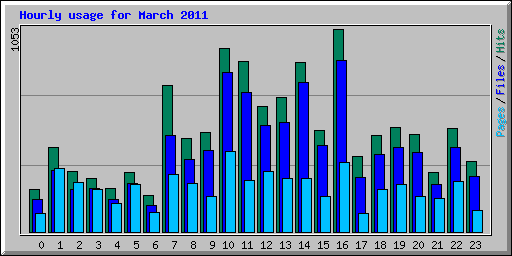 Hourly usage for March 2011
1053
Pages / Files / Hits
0 1 2 3 4 5 6 7 8 9 10 11 12 13 14 15 16 17 18 19 20 21 22 23